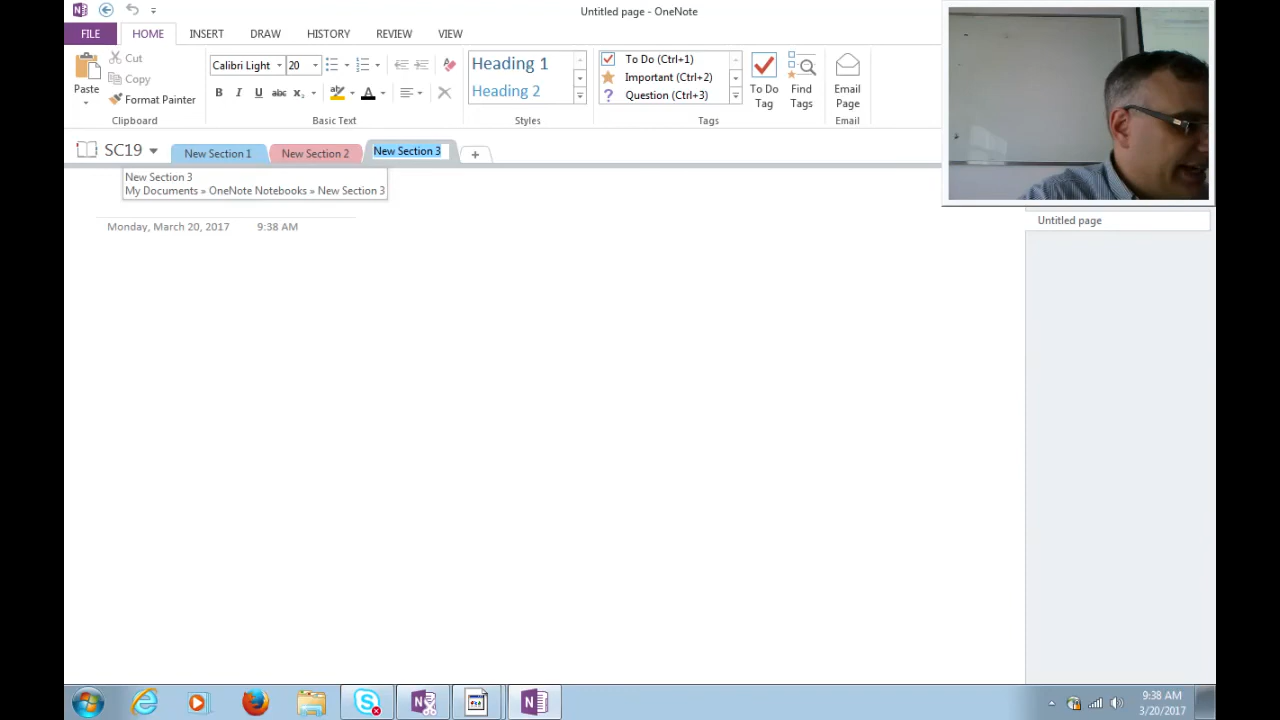 Untitled page - OneNote
FILE HOME INSERT DRAW HISTORY REVIEW VIEW
Paste
Cut
Copy
Format Painter
Clipboard
Calibri Light 20
B I U abc x₂ A
Basic Text
Heading 1
Heading 2
Styles
To Do (Ctrl+1)
Important (Ctrl+2)
? Question (Ctrl+3)
Tags
To Do
Tag
Find
Tags
Email
Page
Email
SC19 New Section 1 New Section 2 New Section 3 +
New Section 3
My Documents » OneNote Notebooks » New Section 3
Monday, March 20, 2017 9:38 AM
Untitled page
9:38 AM
3/20/2017